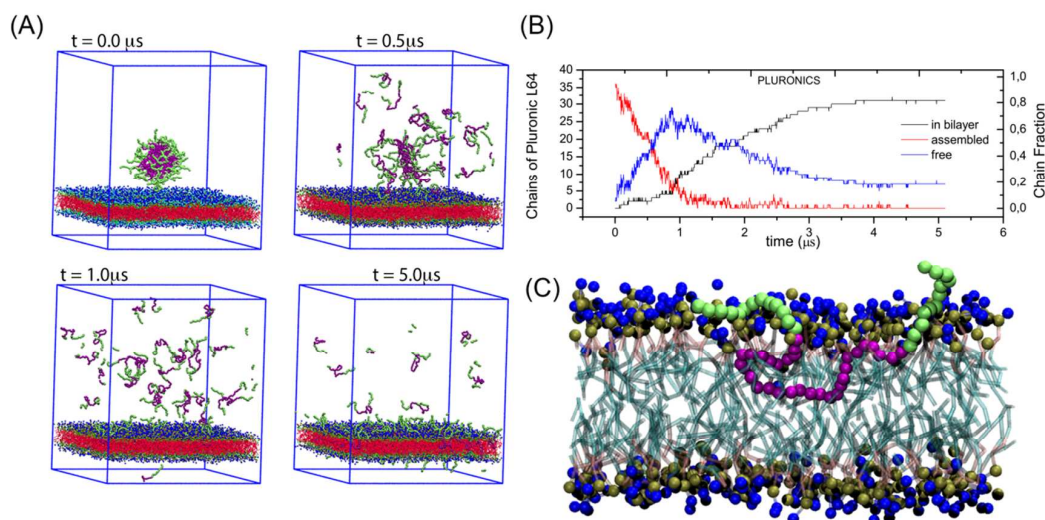 (A)
t = 0.0 μs
t = 0.5μs
t = 1.0μs
t = 5.0μs
(B)
PLURONICS
Chains of Pluronic L64
40
35
30
25
20
15
10
5
0
1,0
0,8
0,6
0,4
0,2
0,0
Chain Fraction
in bilayer
assembled
free
0 1 2 3 4 5 6
time (μs)
(C)